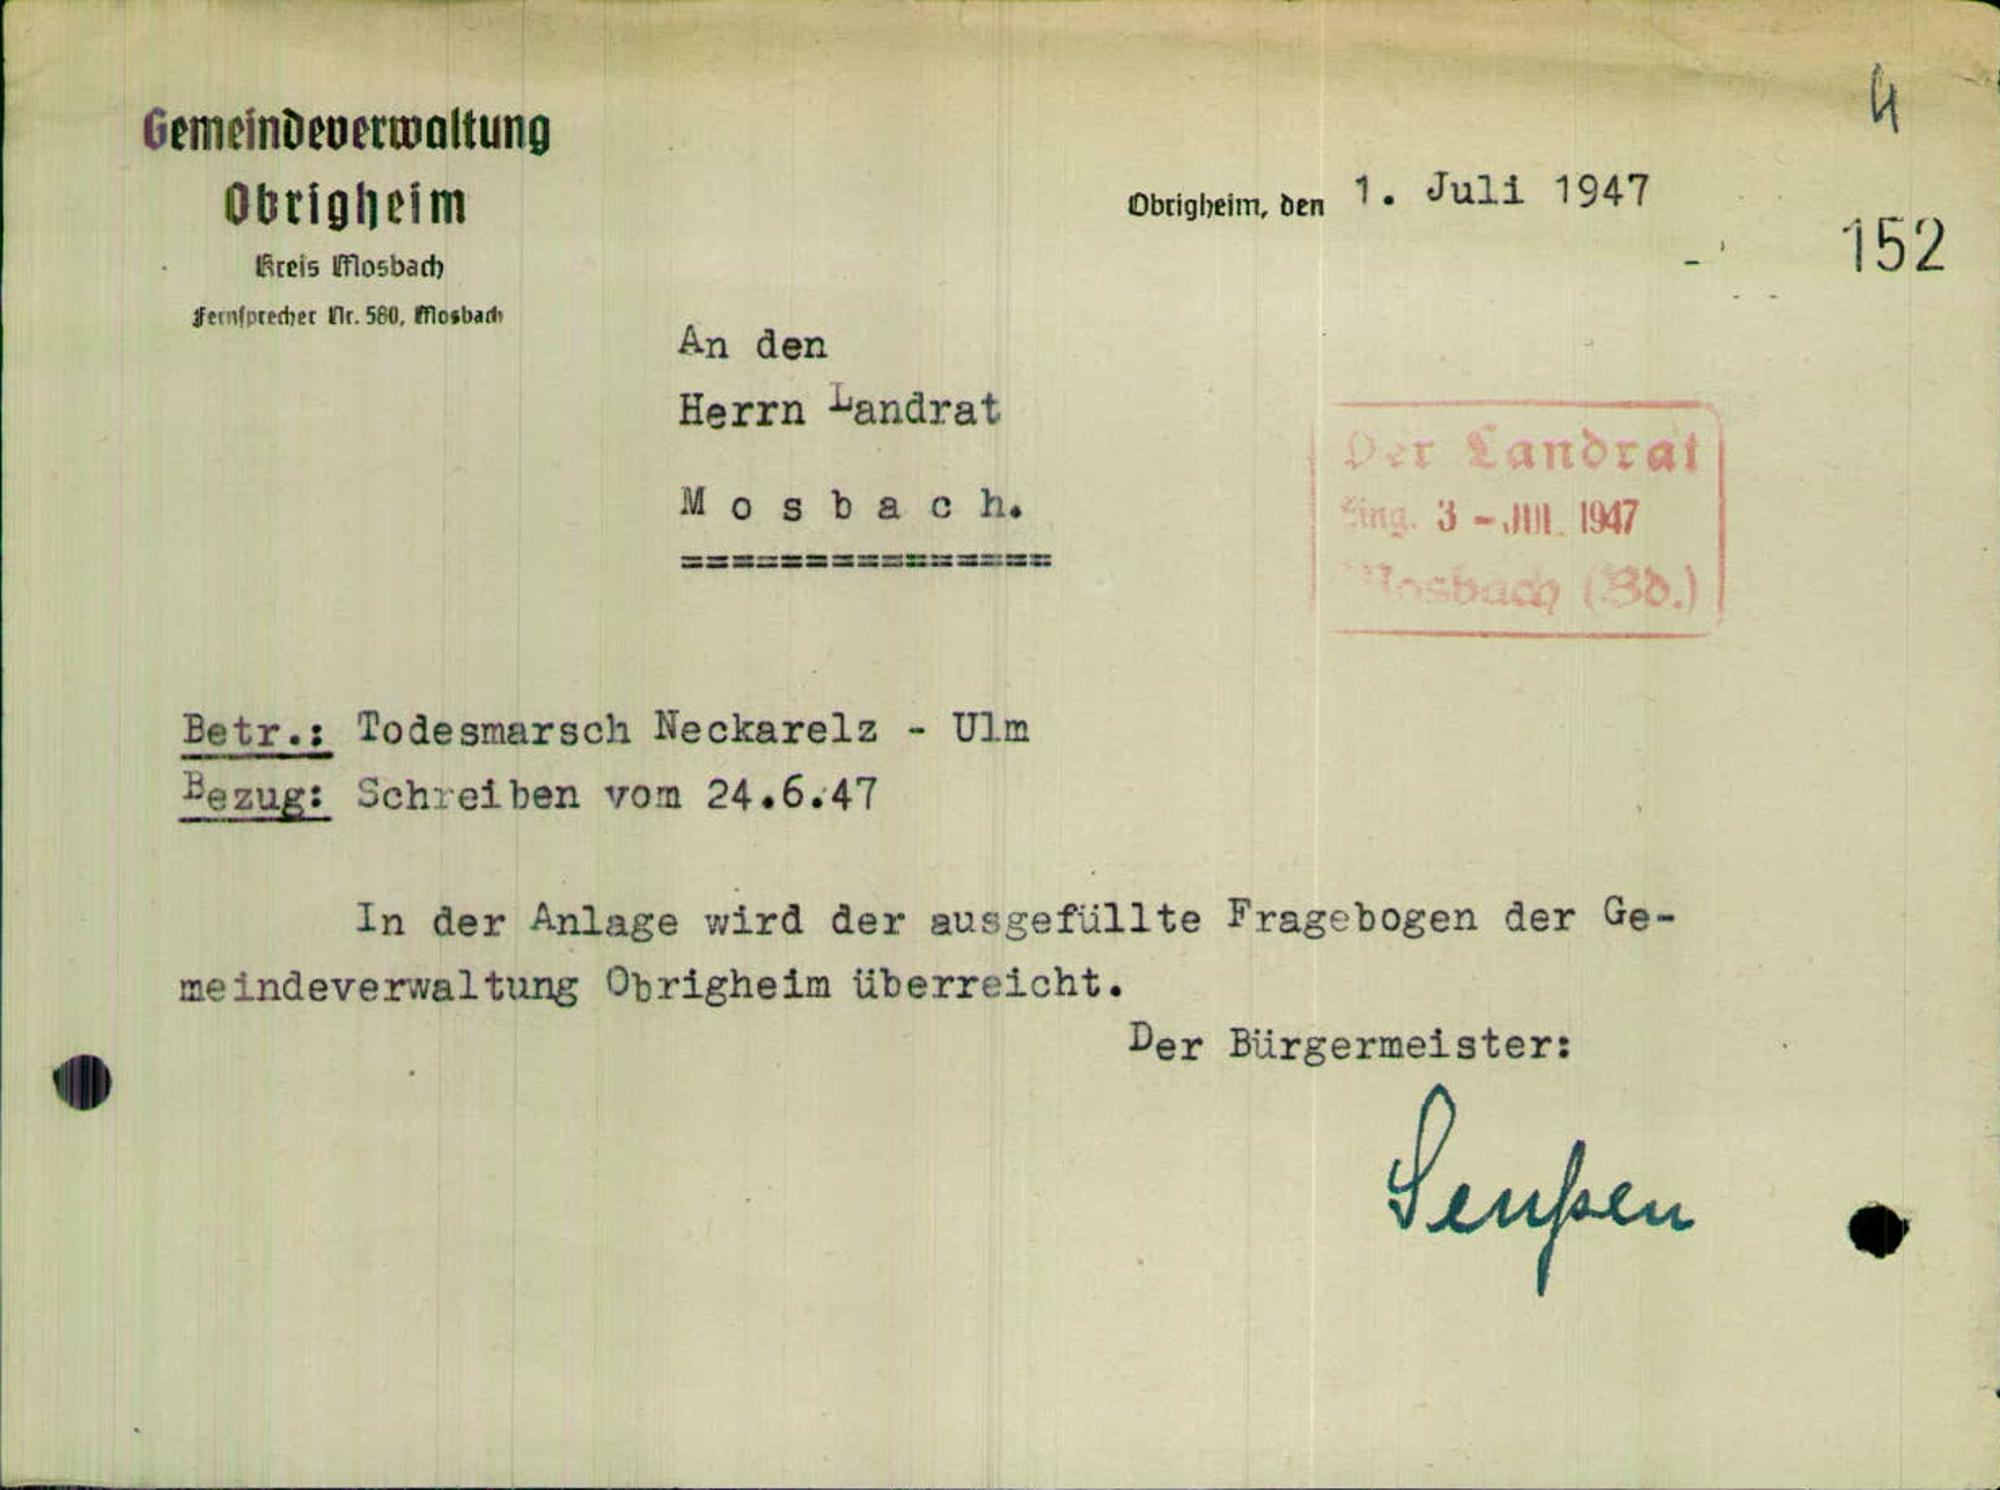 Gemeindeverwaltung
Obrigheim
Kreis Mosbach
Fernsprecher Nr. 580, Mosbach
4
Obrigheim, den 1. Juli 1947
152
An den
Herrn Landrat
M o s b a c h.
===============
Der Landrat
Eing. 3 - JUL. 1947
Mosbach (Bd.)
Betr.: Todesmarsch Neckarelz - Ulm
Bezug: Schreiben vom 24.6.47
In der Anlage wird der ausgefüllte Fragebogen der Ge-
meindeverwaltung Obrigheim überreicht.
Der Bürgermeister: